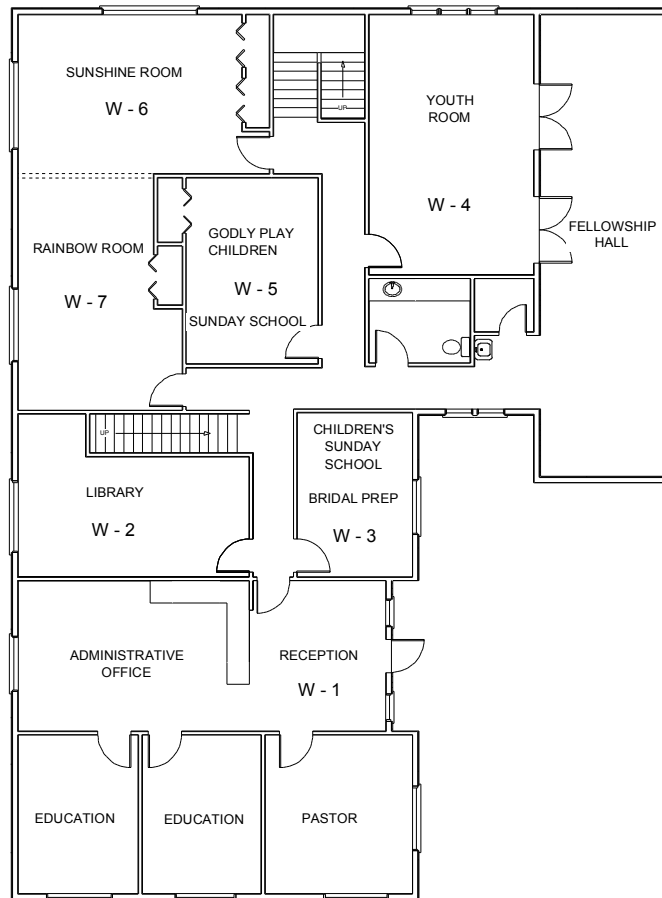 SUNSHINE ROOM
W - 6
UP
YOUTH
ROOM
W - 4
FELLOWSHIP
HALL
GODLY PLAY
CHILDREN
W - 5
SUNDAY SCHOOL
RAINBOW ROOM
W - 7
UP
CHILDREN'S
SUNDAY
SCHOOL
BRIDAL PREP
W - 3
LIBRARY
W - 2
ADMINISTRATIVE
OFFICE
RECEPTION
W - 1
EDUCATION
EDUCATION
PASTOR